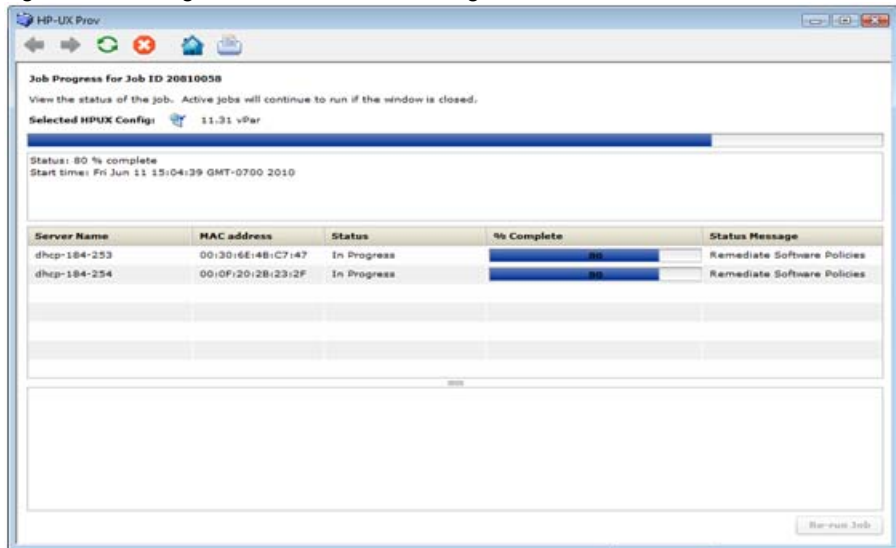 HP-UX Prov
Job Progress for Job ID 20810058
View the status of the job. Active jobs will continue to run if the window is closed.
Selected HPUX Config: 11.31 vPar
Status: 80 % complete
Start time: Fri Jun 11 15:04:39 GMT-0700 2010
Server Name MAC address Status % Complete Status Message
dhcp-184-253 00:30:6E:4B:C7:47 In Progress 80 Remediate Software Policies
dhcp-184-254 00:0F:20:2B:23:2F In Progress 80 Remediate Software Policies
Re-run Job